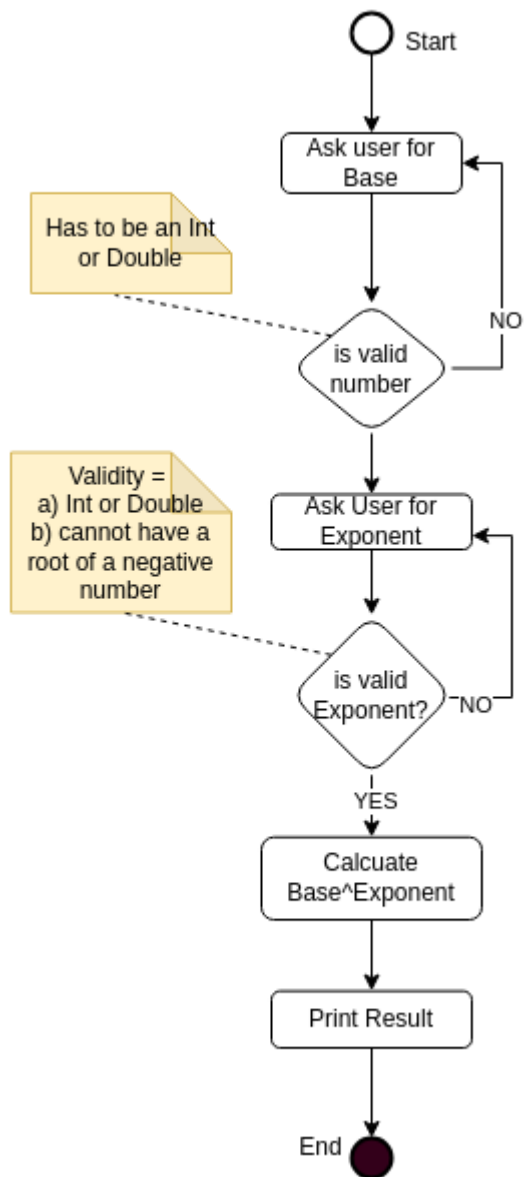 Start
Ask user for
Base
Has to be an Int
or Double
NO
is valid
number
Validity =
a) Int or Double
b) cannot have a
root of a negative
number
Ask User for
Exponent
is valid
Exponent?
NO
YES
Calcuate
Base^Exponent
Print Result
End